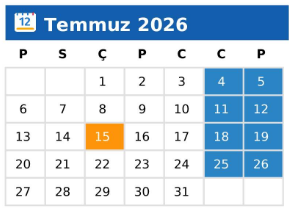 12 Temmuz 2026
P S Ç P C C P
1 2 3 4 5
6 7 8 9 10 11 12
13 14 15 16 17 18 19
20 21 22 23 24 25 26
27 28 29 30 31